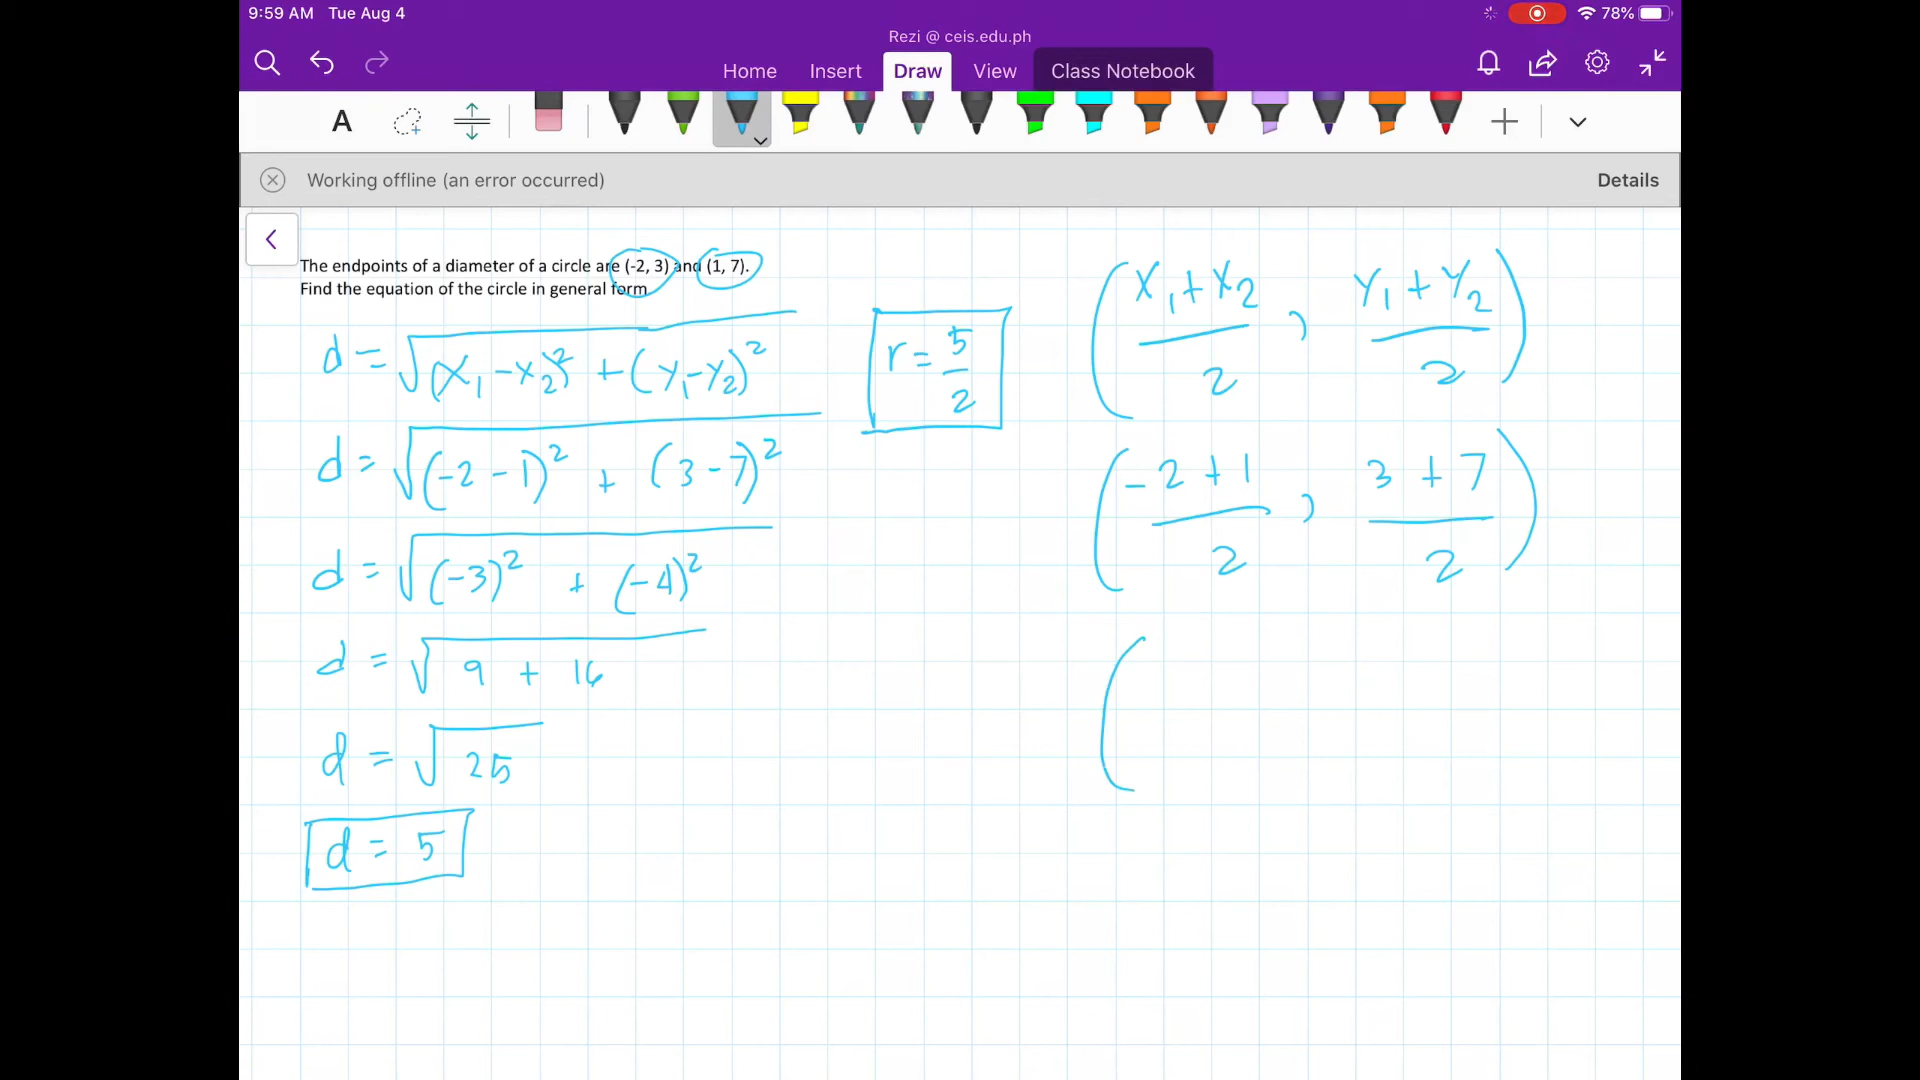 9:59 AM Tue Aug 4
78%
Rezi @ ceis.edu.ph
Home Insert Draw View Class Notebook
A
Working offline (an error occurred) Details
The endpoints of a diameter of a circle are (-2, 3) and (1, 7).
Find the equation of the circle in general form
d = √((x₁ - x₂)² + (y₁ - y₂)²)
d = √((-2 - 1)² + (3 - 7)²)
d = √((-3)² + (-4)²)
d = √(9 + 16)
d = √25
d = 5
r = 5/2
((x₁ + x₂)/2, (y₁ + y₂)/2)
((-2 + 1)/2, (3 + 7)/2)
(